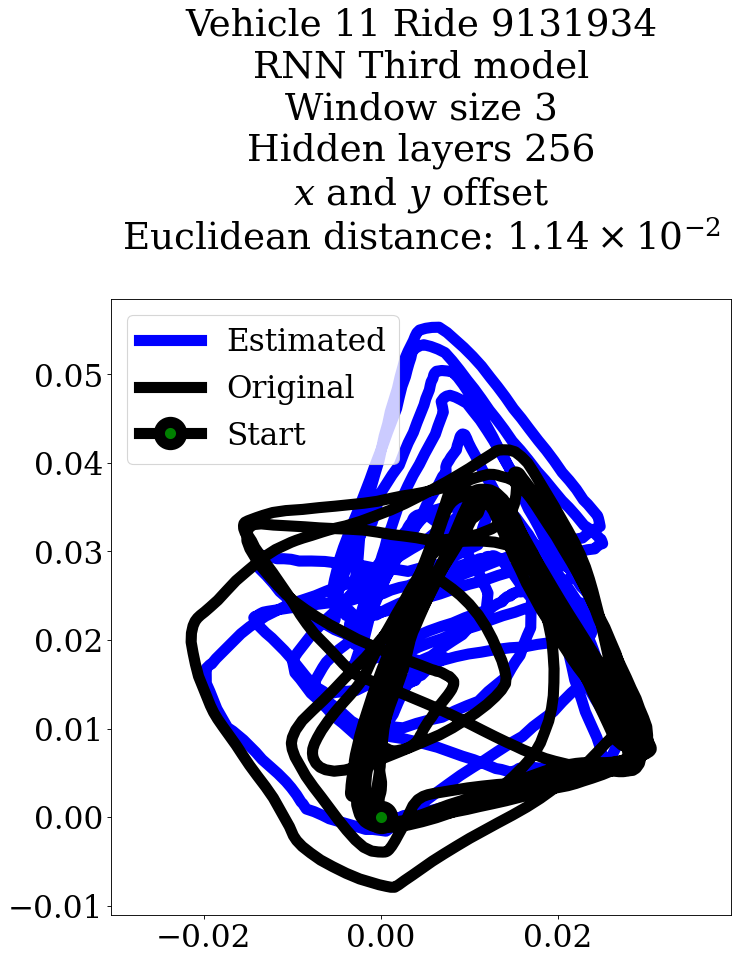 Vehicle 11 Ride 9131934
RNN Third model
Window size 3
Hidden layers 256
x and y offset
Euclidean distance: 1.14 × 10⁻²
Estimated
Original
Start
0.05
0.04
0.03
0.02
0.01
0.00
−0.01
−0.02
0.00
0.02